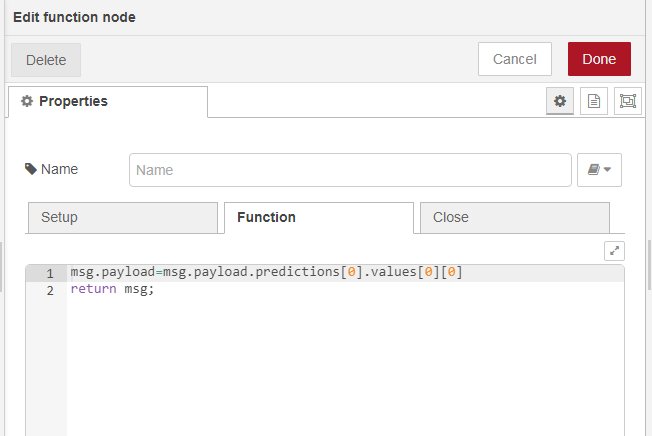 Edit function node
Delete
Cancel
Done
Properties
Name
Name
Setup
Function
Close
1 msg.payload=msg.payload.predictions[0].values[0][0]
2 return msg;